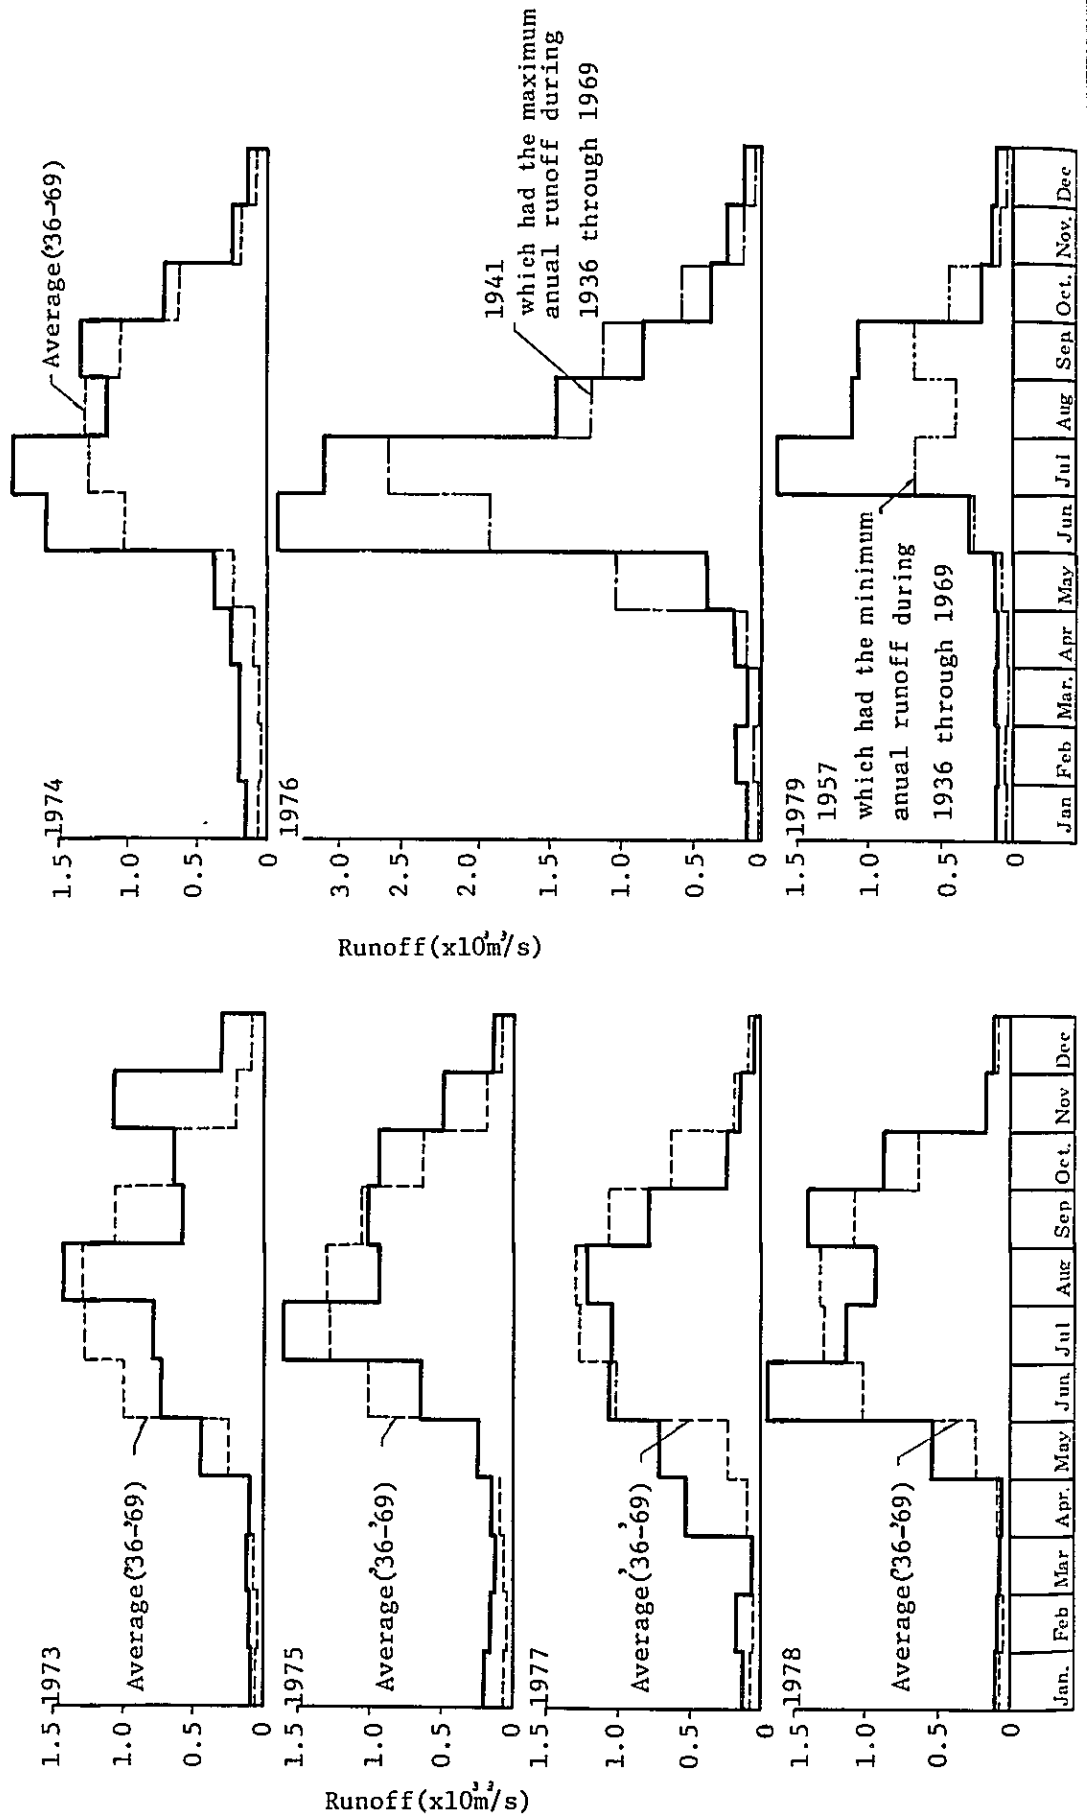 1973
1.5
1.0
0.5
0
Average('36-'69)
1975
1.5
1.0
0.5
0
Average('36-'69)
1977
1.5
1.0
0.5
0
Average('36-'69)
1978
1.5
1.0
0.5
0
Average('36-'69)
Jan. Feb Mar Apr. May Jun Jul Aug Sep Oct. Nov Dec
Runoff(x10³m³/s)
1974
1.5
1.0
0.5
0
Average('36-'69)
1976
3.0
2.5
2.0
1.5
1.0
0.5
0
1941
which had the maximum
anual runoff during
1936 through 1969
1979
1957
1.5
1.0
0.5
0
which had the minimum
anual runoff during
1936 through 1969
Jan Feb Mar. Apr May Jun Jul Aug Sep Oct. Nov. Dec
Runoff(x10³m³/s)